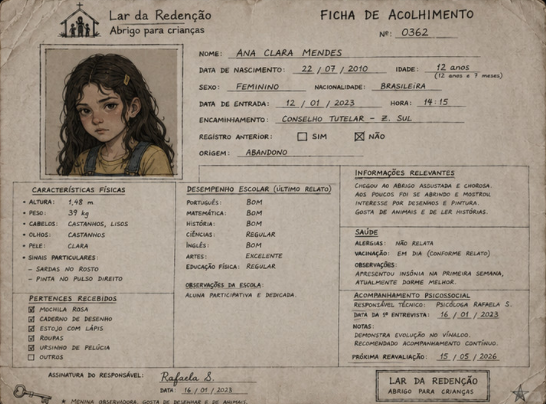 Lar da Redenção
Abrigo para crianças
FICHA DE ACOLHIMENTO
Nº: 0362
NOME: ANA CLARA MENDES
DATA DE NASCIMENTO: 22 / 07 / 2010 IDADE: 12 anos
(12 anos e 7 meses)
SEXO: FEMININO NACIONALIDADE: BRASILEIRA
DATA DE ENTRADA: 12 / 01 / 2023 HORA: 14:15
ENCAMINHAMENTO: CONSELHO TUTELAR - Z. SUL
REGISTRO ANTERIOR: SIM NÃO
ORIGEM: ABANDONO
CARACTERÍSTICAS FÍSICAS
• ALTURA: 1,48 m
• PESO: 39 kg
• CABELOS: CASTANHOS, LISOS
• OLHOS: CASTANHOS
• PELE: CLARA
• SINAIS PARTICULARES:
– SARDAS NO ROSTO
– PINTA NO PULSO DIREITO
PERTENCES RECEBIDOS
MOCHILA ROSA
CADERNO DE DESENHO
ESTOJO COM LÁPIS
ROUPAS
URSINHO DE PELÚCIA
OUTROS
DESEMPENHO ESCOLAR (ÚLTIMO RELATO)
PORTUGUÊS: BOM
MATEMÁTICA: BOM
HISTÓRIA: BOM
CIÊNCIAS: REGULAR
INGLÊS: BOM
ARTES: EXCELENTE
EDUCAÇÃO FÍSICA: REGULAR
OBSERVAÇÕES DA ESCOLA:
ALUNA PARTICIPATIVA E DEDICADA.
INFORMAÇÕES RELEVANTES
CHEGOU AO ABRIGO ASSUSTADA E CHOROSA.
AOS POUCOS FOI SE ABRINDO E MOSTROU
INTERESSE POR DESENHOS E PINTURA.
GOSTA DE ANIMAIS E DE LER HISTÓRIAS.
SAÚDE
ALERGIAS: NÃO RELATA
VACINAÇÃO: EM DIA (CONFORME RELATO)
OBSERVAÇÕES:
APRESENTOU INSÔNIA NA PRIMEIRA SEMANA,
ATUALMENTE DORME MELHOR.
ACOMPANHAMENTO PSICOSSOCIAL
RESPONSÁVEL TÉCNICO: PSICÓLOGA RAFAELA S.
DATA DA 1ª ENTREVISTA: 16 / 01 / 2023
NOTAS:
DEMONSTRA EVOLUÇÃO NO VÍNALOO.
RECOMENDADO ACOMPANHAMENTO CONTÍNUO.
PRÓXIMA REAVALIAÇÃO: 15 / 05 / 2026
ASSINATURA DO RESPONSÁVEL: Rafaela S.
DATA: 16 / 01 / 2023
★ MENINA OBSERVADORA, GOSTA DE DESENHAR E DE ANIMAIS.
LAR DA REDENÇÃO
ABRIGO PARA CRIANÇAS